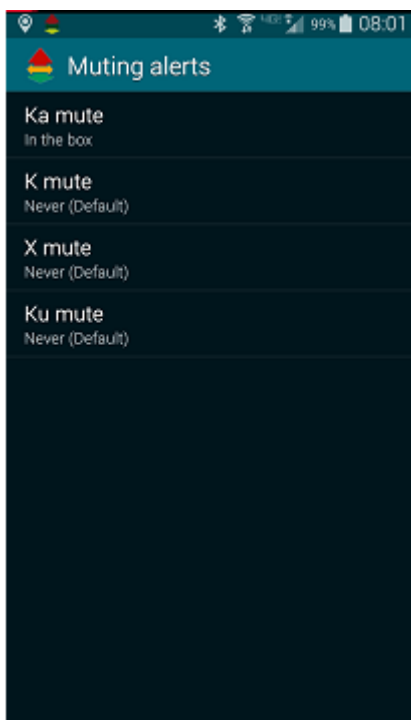 99% 08:01
Muting alerts
Ka mute
In the box
K mute
Never (Default)
X mute
Never (Default)
Ku mute
Never (Default)